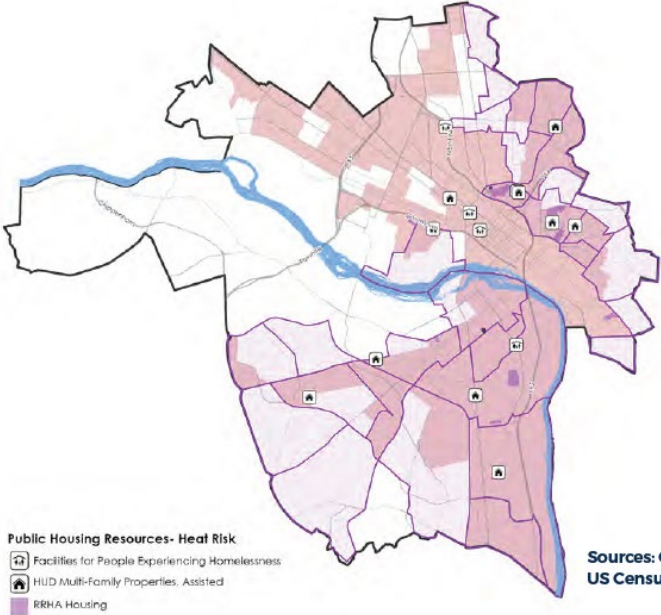 Public Housing Resources- Heat Risk
Facilities for People Experiencing Homelessness
HUD Multi-Family Properties, Assisted
RRHA Housing
Sources:
US Censu